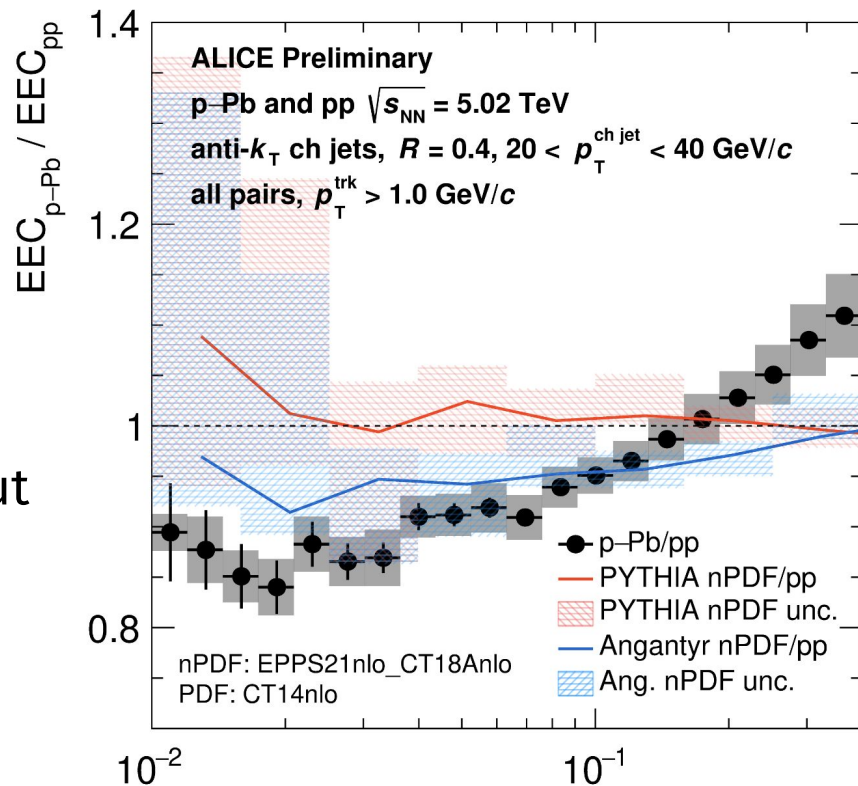 EEC_p–Pb / EEC_pp
1.4
1.2
1
0.8
ALICE Preliminary
p–Pb and pp √s_NN = 5.02 TeV
anti-k_T ch jets, R = 0.4, 20 < p_T^ch jet < 40 GeV/c
all pairs, p_T^trk > 1.0 GeV/c
ut
p–Pb/pp
PYTHIA nPDF/pp
PYTHIA nPDF unc.
Angantyr nPDF/pp
Ang. nPDF unc.
nPDF: EPPS21nlo_CT18Anlo
PDF: CT14nlo
10^−2
10^−1